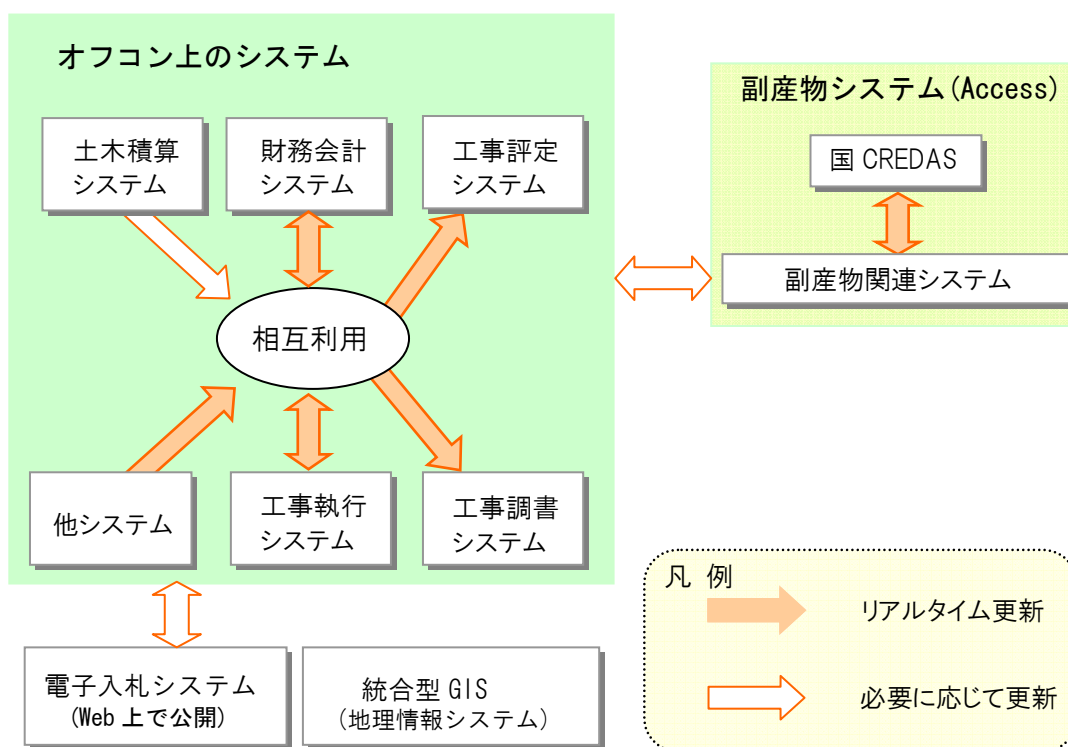 オフコン上のシステム
土木積算
システム
財務会計
システム
工事評定
システム
相互利用
他システム
工事執行
システム
工事調書
システム
副産物システム(Access)
国 CREDAS
副産物関連システム
電子入札システム
(Web 上で公開)
統合型 GIS
(地理情報システム)
凡 例
リアルタイム更新
必要に応じて更新